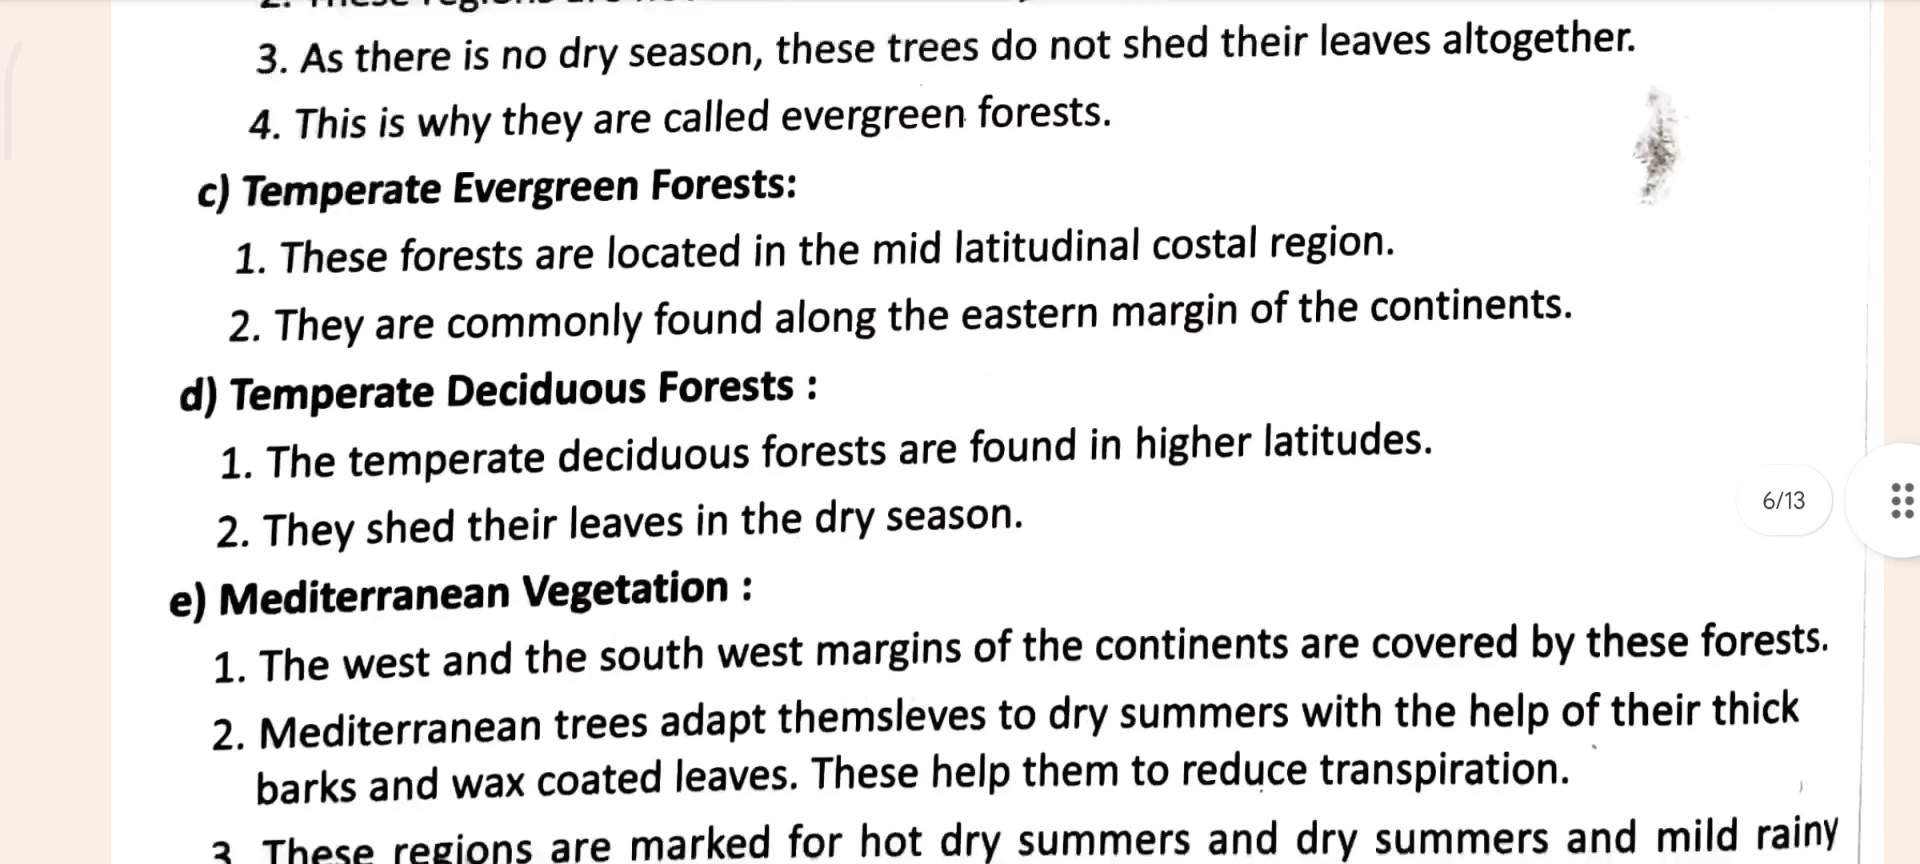 2. These regions are
3. As there is no dry season, these trees do not shed their leaves altogether.
4. This is why they are called evergreen forests.
c) Temperate Evergreen Forests:
1. These forests are located in the mid latitudinal costal region.
2. They are commonly found along the eastern margin of the continents.
d) Temperate Deciduous Forests :
1. The temperate deciduous forests are found in higher latitudes.
6/13
2. They shed their leaves in the dry season.
e) Mediterranean Vegetation :
1. The west and the south west margins of the continents are covered by these forests.
2. Mediterranean trees adapt themsleves to dry summers with the help of their thick
barks and wax coated leaves. These help them to reduce transpiration.
3. These regions are marked for hot dry summers and dry summers and mild rainy